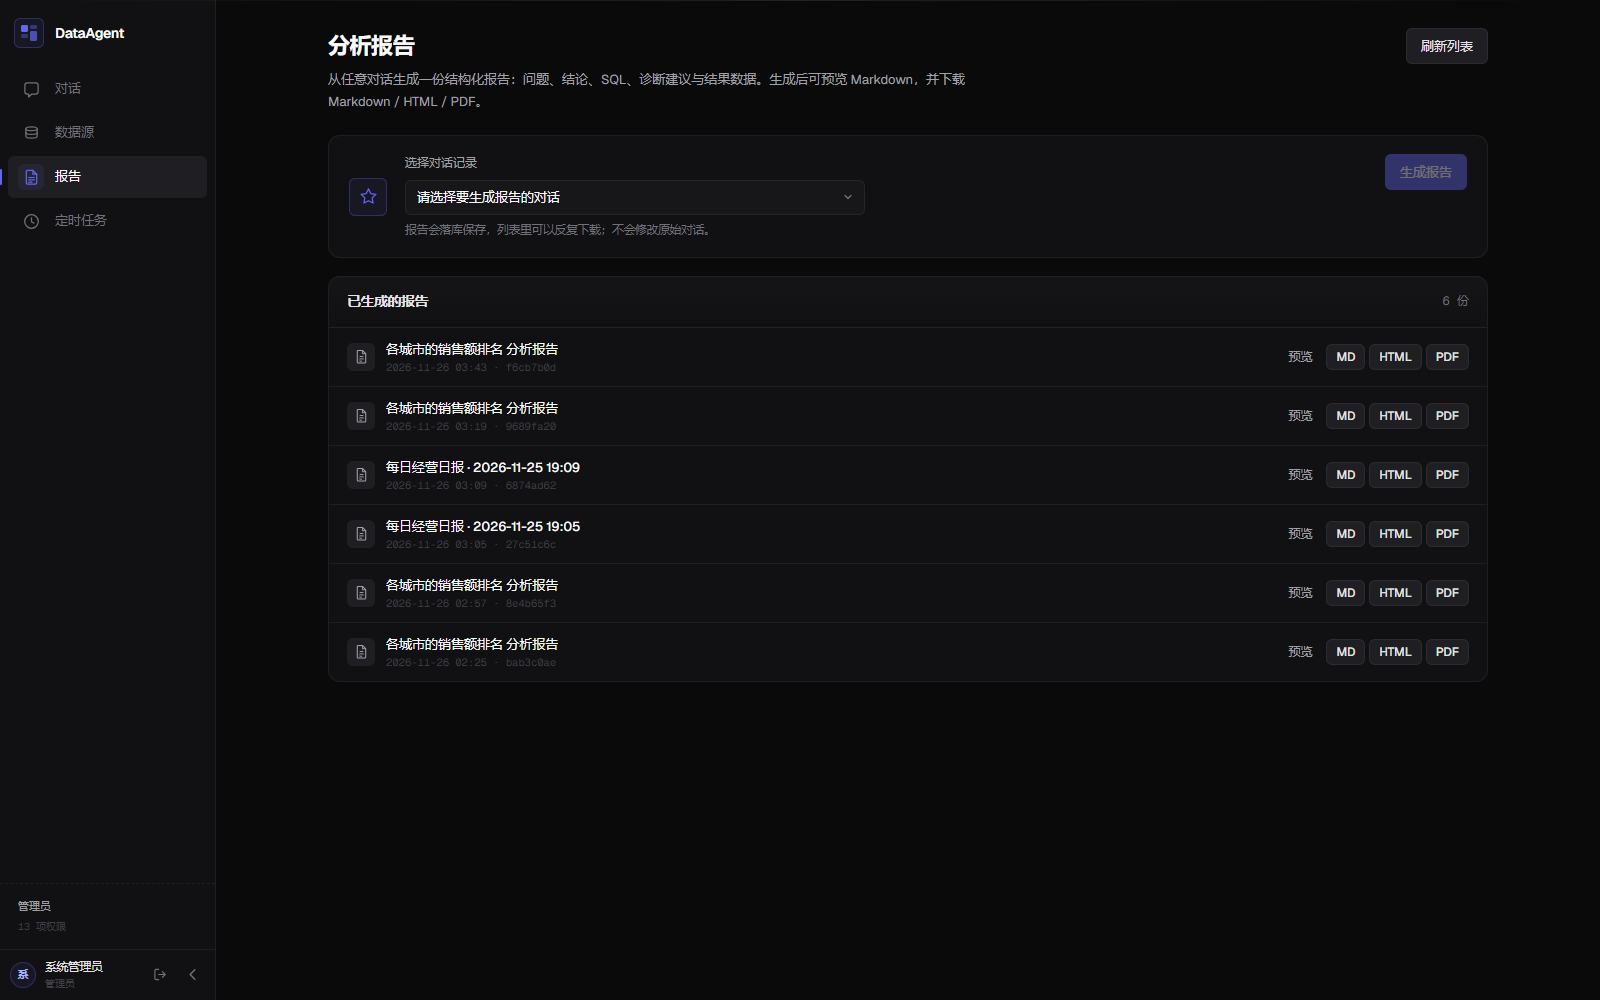 DataAgent
对话
数据源
报告
定时任务
管理员
13 项权限
系
系统管理员
管理员
分析报告
刷新列表
从任意对话生成一份结构化报告：问题、结论、SQL、诊断建议与结果数据。生成后可预览 Markdown，并下载
Markdown / HTML / PDF。
选择对话记录
请选择要生成报告的对话
生成报告
报告会落库保存，列表里可以反复下载；不会修改原始对话。
已生成的报告
6 份
各城市的销售额排名 分析报告
2026-11-26 03:43 · f6cb7b0d
预览 MD HTML PDF
各城市的销售额排名 分析报告
2026-11-26 03:19 · 9689fa20
预览 MD HTML PDF
每日经营日报 · 2026-11-25 19:09
2026-11-26 03:09 · 6874ad62
预览 MD HTML PDF
每日经营日报 · 2026-11-25 19:05
2026-11-26 03:05 · 27c51c6c
预览 MD HTML PDF
各城市的销售额排名 分析报告
2026-11-26 02:57 · 8e4b65f3
预览 MD HTML PDF
各城市的销售额排名 分析报告
2026-11-26 02:25 · bab3c0ae
预览 MD HTML PDF